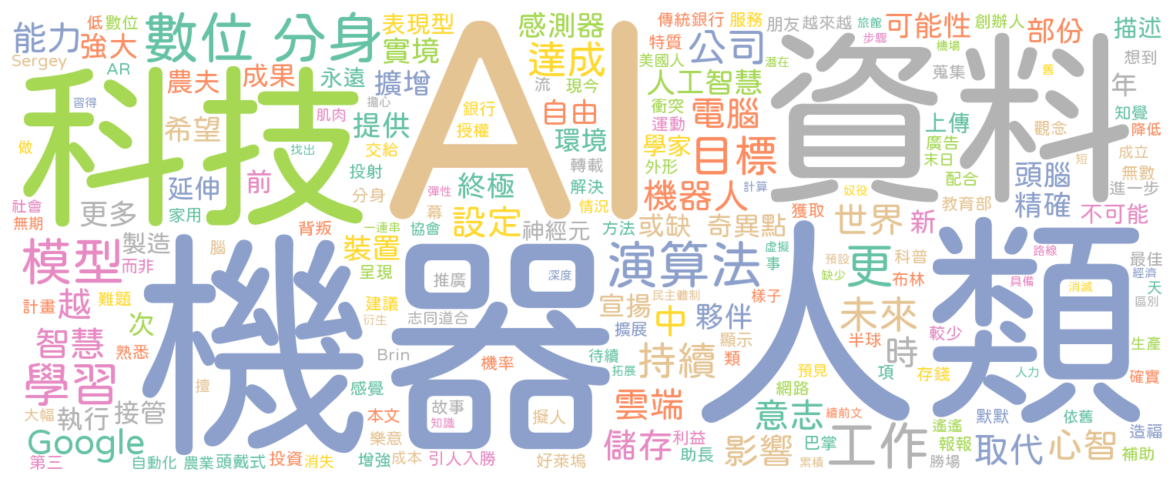 低 數位
能力
強大
Sergey
AR
數位 分身
表現型
實境
感測器
達成
傳統銀行 服務
特質
美國人
公司
朋友 越來越
旅館
步驟
可能性
創辦人
機場
部份
潛在
描述
想到
蒐集
舊
年
農夫
成果
永遠
擴增
流
現今
人工智慧
科技
AI
資料
習得
肌肉
擔心
銀行
授權
自由
環境
衝突
運動
電腦
上傳
知覺
降低
廣告
觀念
末日
希望
提供
交給
找出
做
學家
目標
外形
轉載
成立
短
無數
配合
頭腦
進一步
延伸
前
投射
分身
終極
解決
彈性
情況
機器人
計算
奴役
精確
社會
無期
更多
家用
背叛
一連串
幕
協會
設定
神經元
方法
或缺
奇異點
獲取
世界
教育部
新
不可能
模型
製造
而非
腦
裝置
呈現
推廣
深度
演算法
虛擬
事
更
預設
缺少
科普
布林
路線
具備
最佳
經濟
天
區別
計畫
越
難題
建議
衍生
志同道合
宣揚
民主體制
中
擴展
夥伴
樣子
未來
較少
消滅
次
智慧
熟悉
Brin
機率
待續
拓展
持續
顯示
類
半球
時
生產
機器
人類
學習
大幅
擅
感覺
預見
項
存錢
人力
確實
網路
執行
接管
本文
故事
知識
擬人
雲端
意志
續前文
默默
依舊
造福
Google
樂意
儲存
利益
助長
影響
巴掌
工作
遙遙
報報
勝場
取代
心智
補助
第三
自動化
農業
頭戴式
投資
消失
增強
成本
引人入勝
好萊塢
累積